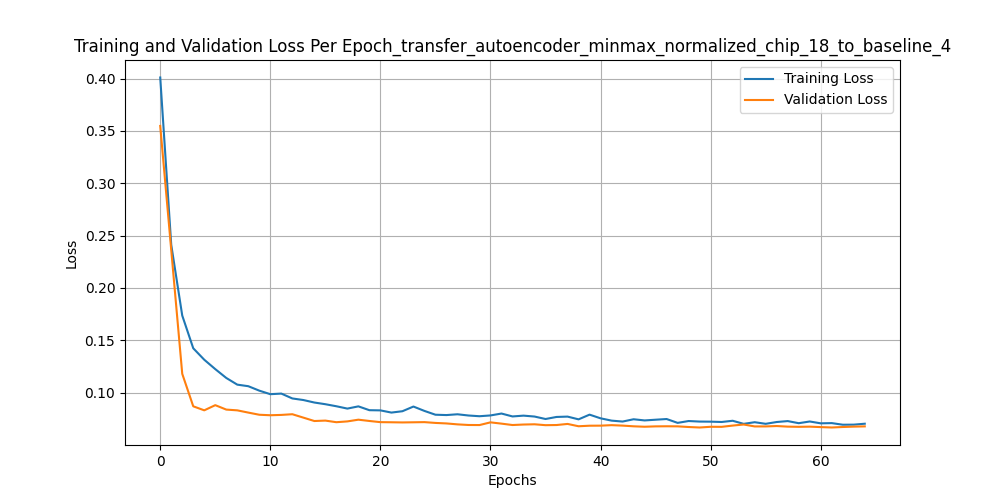 Training and Validation Loss Per Epoch_transfer_autoencoder_minmax_normalized_chip_18_to_baseline_4
Training Loss
Validation Loss
0.40
0.35
0.30
0.25
0.20
0.15
0.10
Loss
0 10 20 30 40 50 60
Epochs